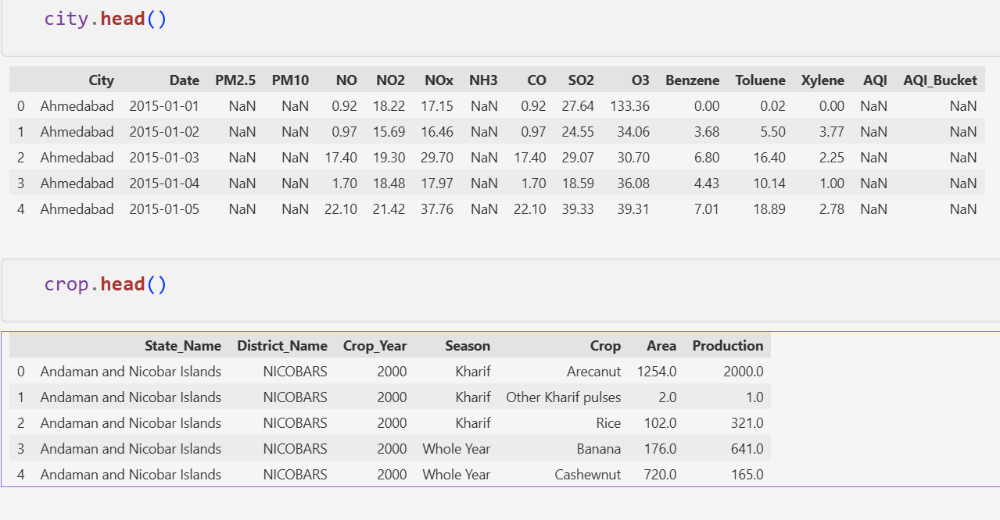 city.head()
City Date PM2.5 PM10 NO NO2 NOx NH3 CO SO2 O3 Benzene Toluene Xylene AQI AQI_Bucket
0 Ahmedabad 2015-01-01 NaN NaN 0.92 18.22 17.15 NaN 0.92 27.64 133.36 0.00 0.02 0.00 NaN NaN
1 Ahmedabad 2015-01-02 NaN NaN 0.97 15.69 16.46 NaN 0.97 24.55 34.06 3.68 5.50 3.77 NaN NaN
2 Ahmedabad 2015-01-03 NaN NaN 17.40 19.30 29.70 NaN 17.40 29.07 30.70 6.80 16.40 2.25 NaN NaN
3 Ahmedabad 2015-01-04 NaN NaN 1.70 18.48 17.97 NaN 1.70 18.59 36.08 4.43 10.14 1.00 NaN NaN
4 Ahmedabad 2015-01-05 NaN NaN 22.10 21.42 37.76 NaN 22.10 39.33 39.31 7.01 18.89 2.78 NaN NaN
crop.head()
State_Name District_Name Crop_Year Season Crop Area Production
0 Andaman and Nicobar Islands NICOBARS 2000 Kharif Arecanut 1254.0 2000.0
1 Andaman and Nicobar Islands NICOBARS 2000 Kharif Other Kharif pulses 2.0 1.0
2 Andaman and Nicobar Islands NICOBARS 2000 Kharif Rice 102.0 321.0
3 Andaman and Nicobar Islands NICOBARS 2000 Whole Year Banana 176.0 641.0
4 Andaman and Nicobar Islands NICOBARS 2000 Whole Year Cashewnut 720.0 165.0